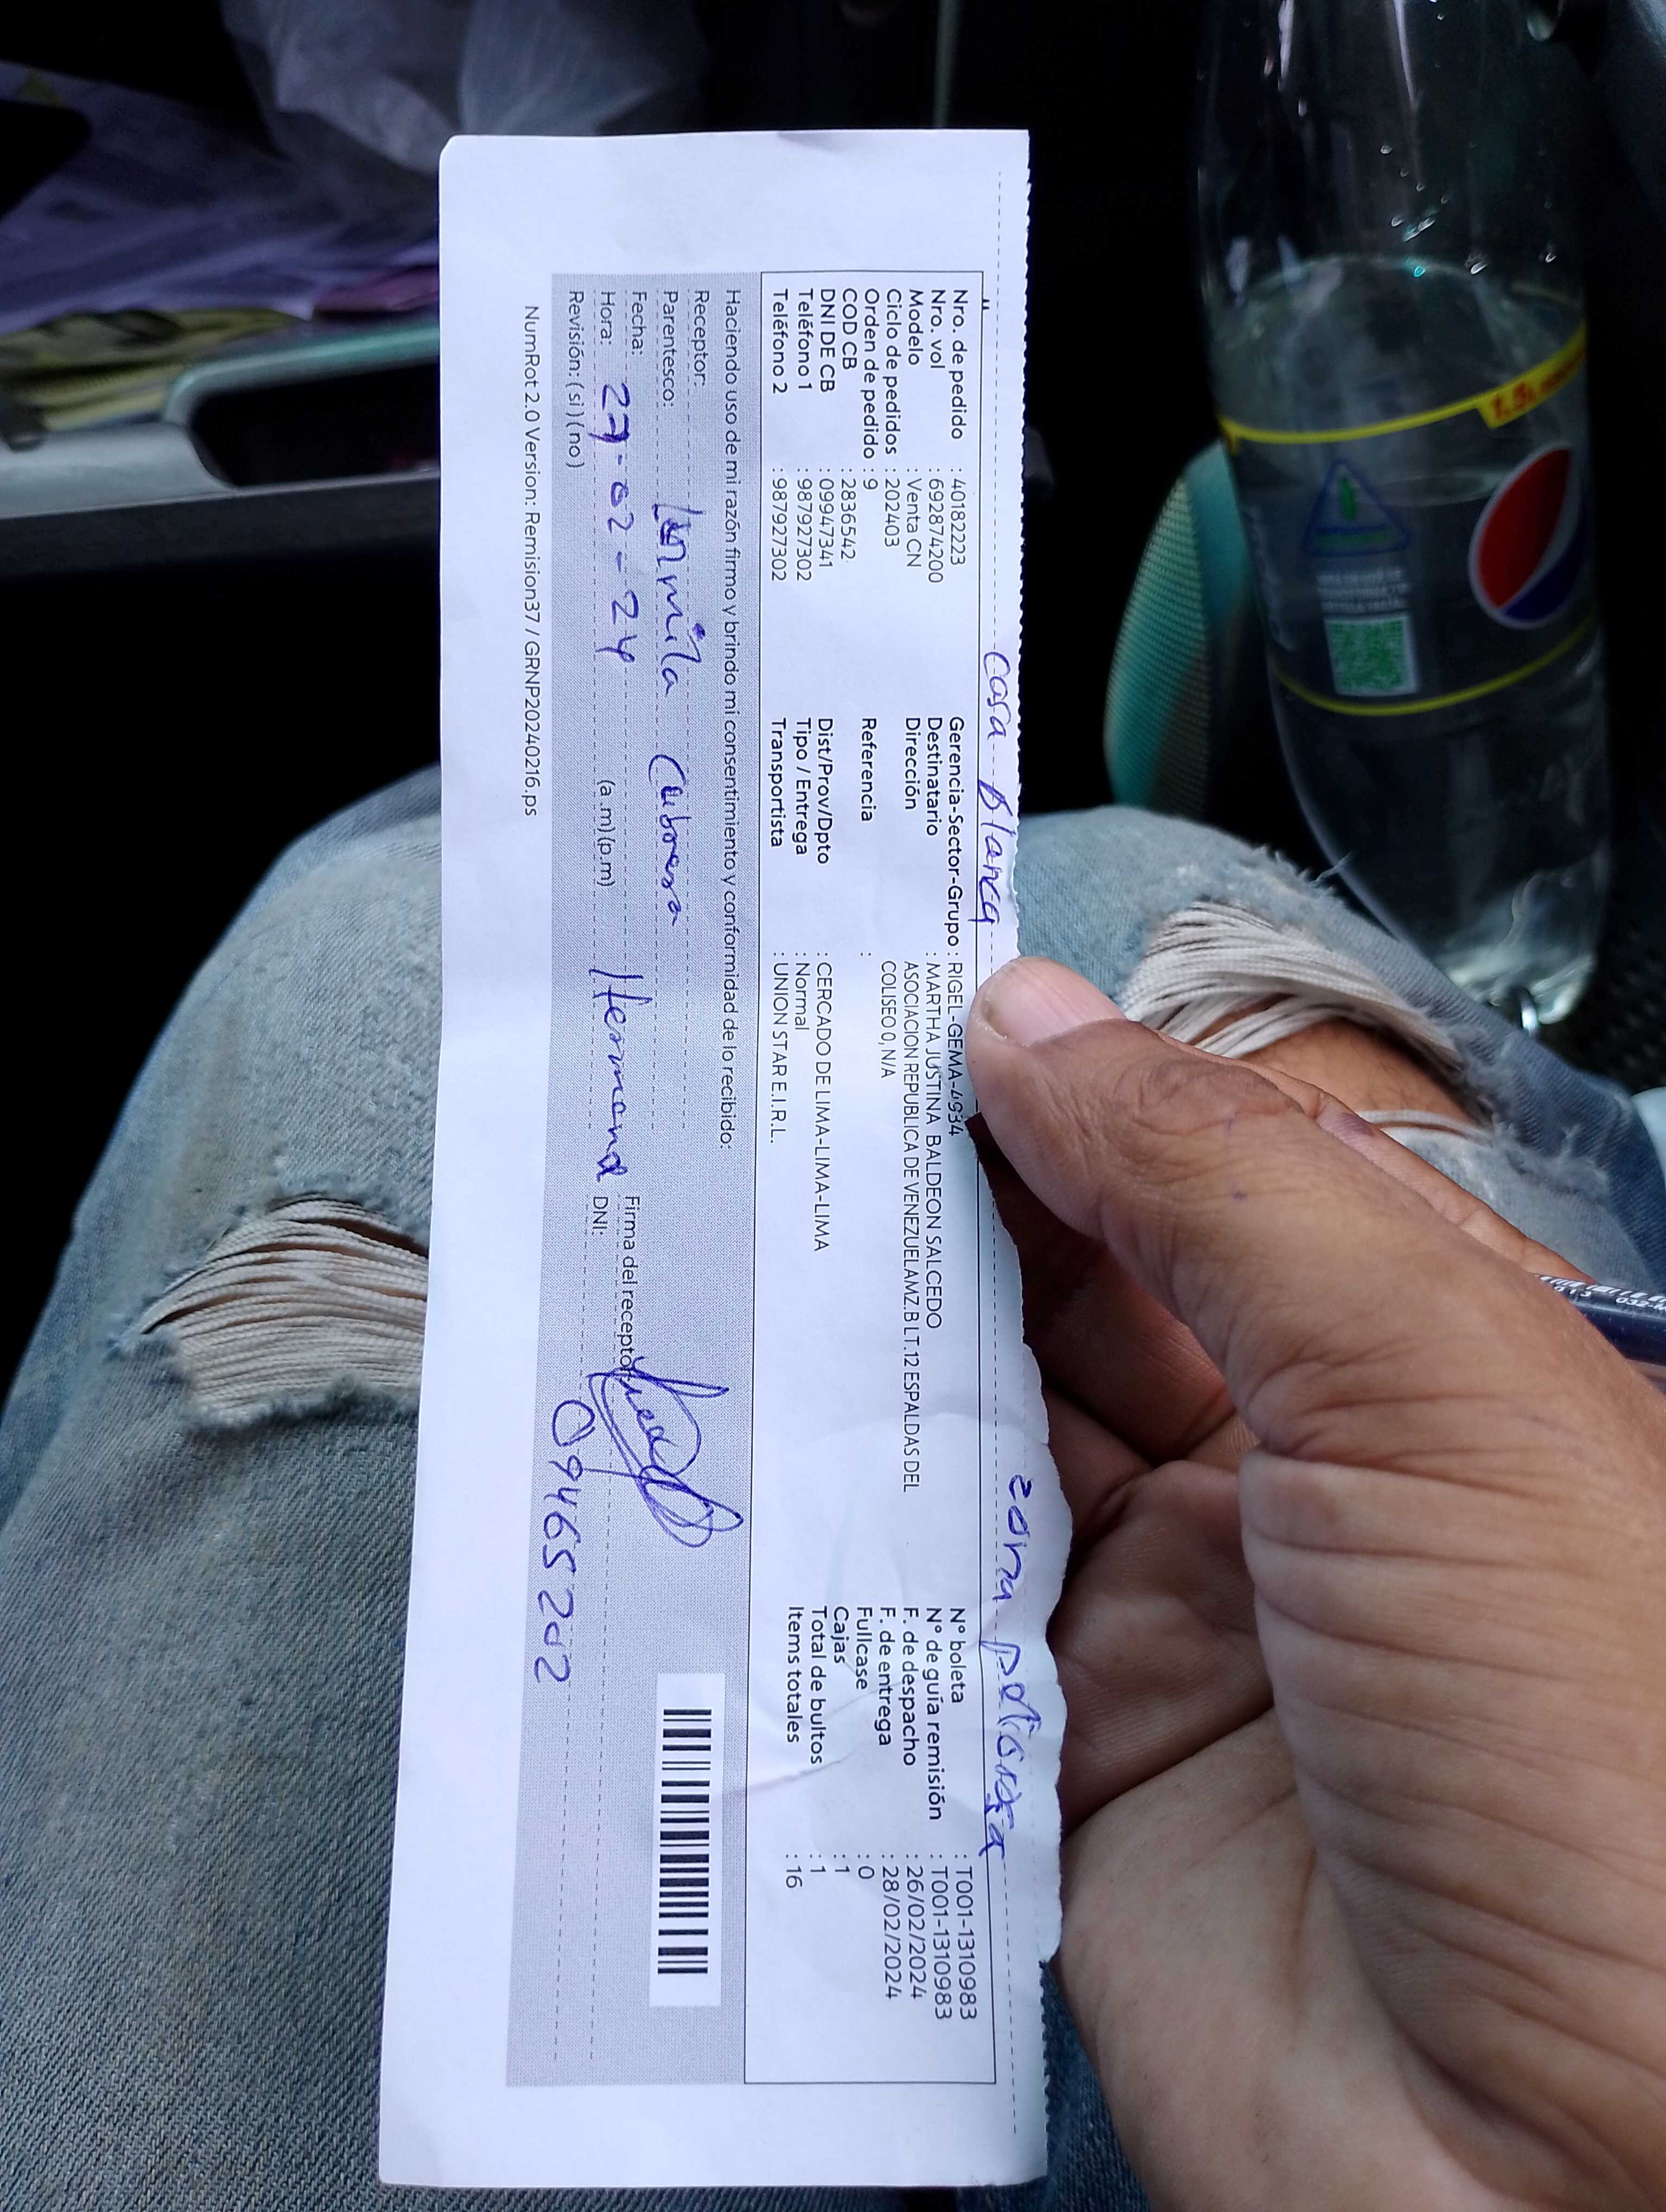 casa blanca
zona peligrosa
Nro. de pedido : 40182223
Nro. vol : 692874200
Modelo : Venta CN
Ciclo de pedidos : 202403
Orden de pedido : 9
COD CB : 2836542
DNI DE CB : 09947341
Teléfono 1 : 987927302
Teléfono 2 : 987927302
Gerencia-Sector-Grupo : RIGEL-GEMA-4934
Destinatario : MARTHA JUSTINA BALDEON SALCEDO
Dirección ASOCIACION REPUBLICA DE VENEZUELA MZ.B LT.12 ESPALDAS DEL
COLISEO 0, N/A
Referencia :
Dist/Prov/Dpto : CERCADO DE LIMA-LIMA-LIMA
Tipo / Entrega : Normal
Transportista : UNION STAR E.I.R.L.
N° boleta : T001-1310983
N° de guía remisión : T001-1310983
F. de despacho : 26/02/2024
F. de entrega : 28/02/2024
Fullcase : 0
Cajas : 1
Total de bultos : 1
Items totales : 16
Haciendo uso de mi razón firmo y brindo mi consentimiento y conformidad de lo recibido:
Receptor:
Parentesco:
Fecha: 27-02-24
Hora: (a.m)(p.m) Hermana
Revisión: (si)(no)
Firma del receptor
DNI: 09465202
NumRot 2.0 Version: Remision37 / GRNP20240216.ps
1.5